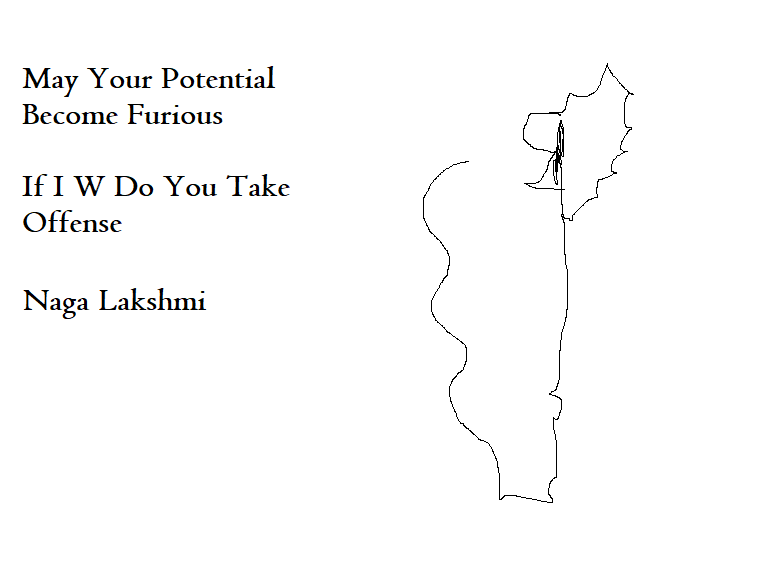 May Your Potential
Become Furious
If I W Do You Take
Offense
Naga Lakshmi